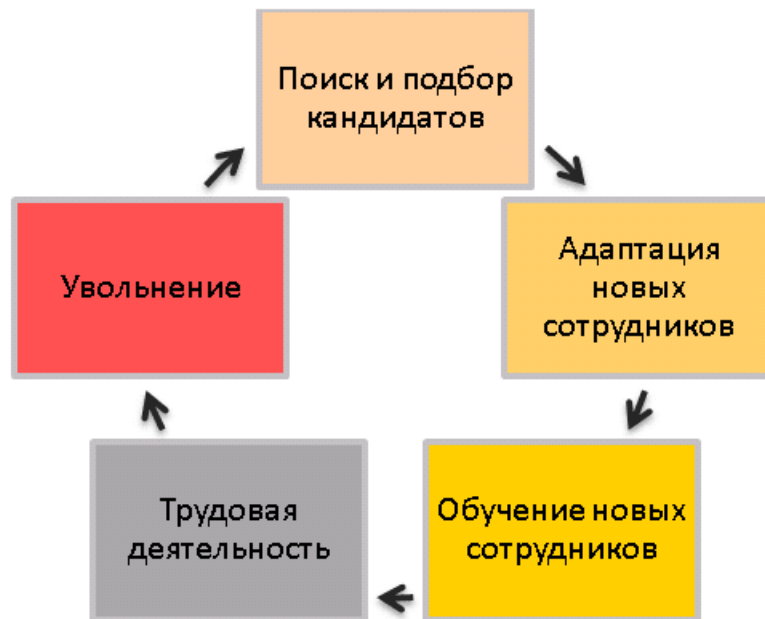 Поиск и подбор
кандидатов
Адаптация
новых
сотрудников
Обучение новых
сотрудников
Трудовая
деятельность
Увольнение